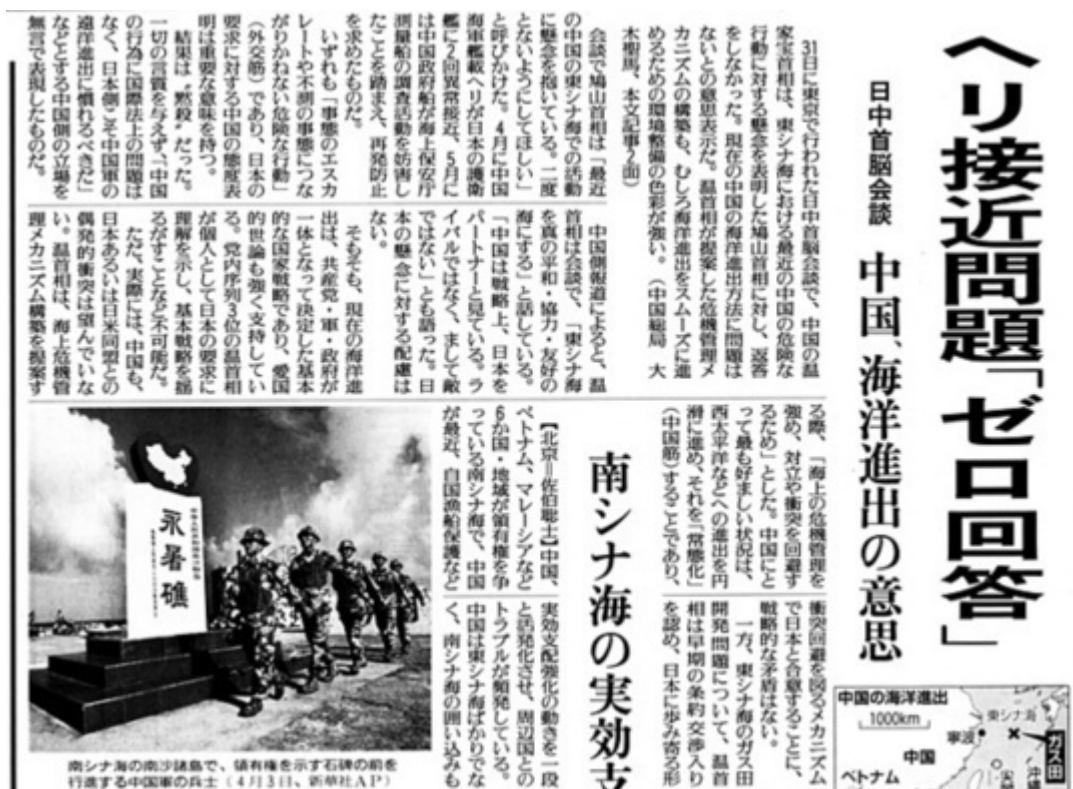 ヘリ接近問題「ゼロ回答」
日中首脳会談
中国、海洋進出の意思
31日に東京で行われた日中首脳会談で、中国の温
家宝首相は、東シナ海における最近の中国の危険な
行動に対する懸念を表明した鳩山首相に対し、返答
をしなかった。現在の中国の海洋進出方法に問題は
ないとの意思表示だ。温首相が提案した危機管理メ
カニズムの構築も、むしろ海洋進出をスムーズに進
めるための環境整備の色彩が強い。（中国総局 大
木聖馬、本文記事2面）
会談で鳩山首相は「最近
の中国の東シナ海での活動
に懸念を抱いている。二度
とないようにしてほしい」
と呼びかけた。4月に中国
海軍艦載ヘリが日本の護衛
艦に2回異常接近、5月に
は中国政府船が海上保安庁
測量船の調査活動を妨害し
たことを踏まえ、再発防止
を求めたものだ。
いずれも「事態のエスカ
レートや不測の事態につな
がりかねない危険な行動」
（外交筋）であり、日本の
要求に対する中国の態度表
明は重要な意味を持つ。
結果は〝黙殺〟だった。
一切の言質を与えず、「中国
の行為に国際法上の問題は
なく、日本側こそ中国軍の
遠洋進出に慣れるべきだ」
などとする中国側の立場を
無言で表現したものだ。
中国側報道によると、温
首相は会談で、「東シナ海
を真の平和・協力・友好の
海にする」と話している。
「中国は戦略上、日本を
パートナーと見ている。ラ
イバルではなく、まして敵
ではない」とも語った。日
本の懸念に対する配慮は
ない。
そもそも、現在の海洋進
出は、共産党・軍・政府が
一体となって決定した基本
的な国家戦略であり、愛国
的世論も強く支持してい
る。党内序列3位の温首相
が個人として日本の要求に
理解を示し、基本戦略を揺
るがすことなど不可能だ。
ただ、実際には、中国も、
日本あるいは日米同盟との
偶発的衝突は望んでいな
い。温首相は、海上危機管
理メカニズム構築を提案す
る際、「海上の危機管理を
強め、対立や衝突を回避す
るため」とした。中国にと
って最も好ましい状況は、
西太平洋などへの進出を円
滑に進め、それを「常態化」
（中国筋）することであり、
衝突回避を図るメカニズム
で日本と合意することに、
戦略的な矛盾はない。
一方、東シナ海のガス田
開発問題について、温首
相は早期の条約交渉入り
を認め、日本に歩み寄る形
南シナ海の実効支
【北京＝佐伯聡士】中国、
ベトナム、マレーシアなど
6か国・地域が領有権を争
っている南シナ海で、中国
が最近、自国漁船保護など
実効支配強化の動きを一段
と活発化させ、周辺国との
トラブルが頻発している。
中国は東シナ海ばかりでな
く、南シナ海の囲い込みも
永暑礁
南シナ海の南沙諸島で、領有権を示す石碑の前を
行進する中国軍の兵士（4月3日、新華社AP）
中国の海洋進出
1000km
東シナ海
寧波
中国
ガス田
ベトナム
沖縄